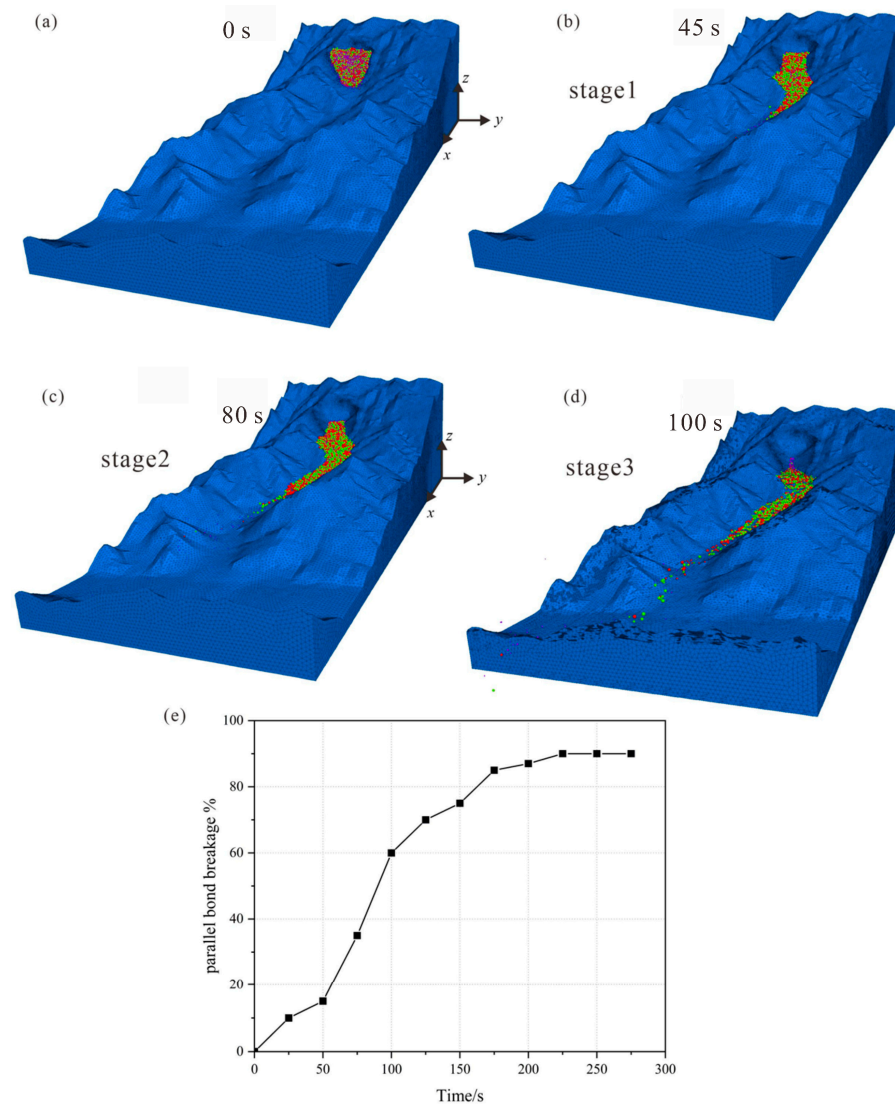 (a)
0 s
z
y
x
(b)
45 s
stage1
(c)
80 s
stage2
z
y
x
(d)
100 s
stage3
(e)
100
80
60
40
20
0
parallel bond breakage %
0 50 100 150 200 250 300
Time/s